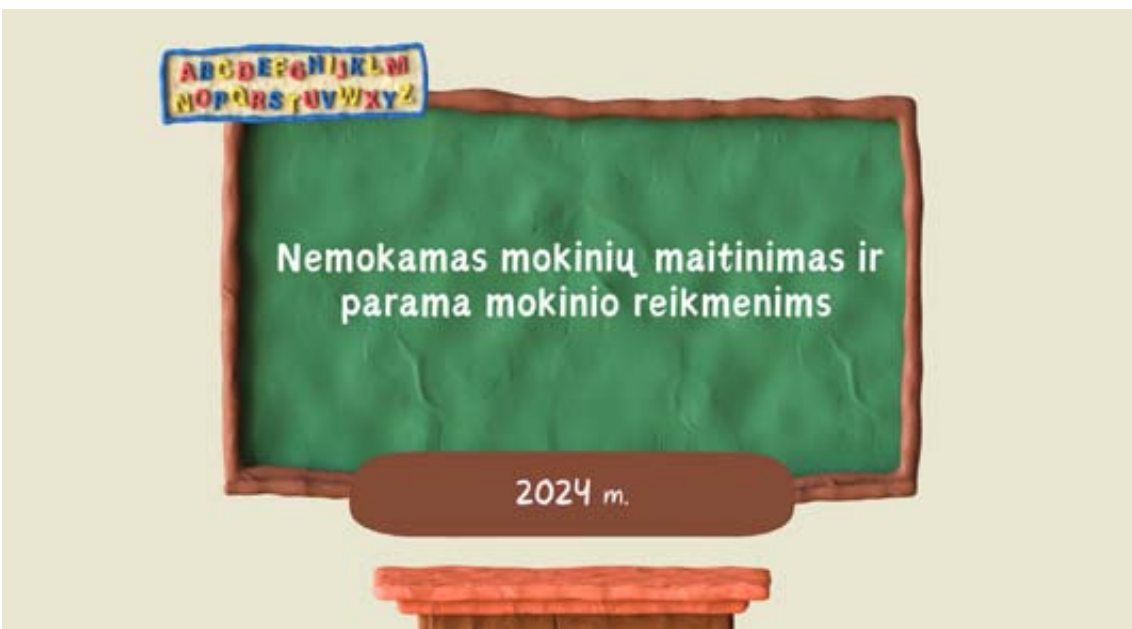 ABCDEFGHIJKLM
NOPQRSTUVWXYZ
Nemokamas mokinių maitinimas ir
parama mokinio reikmenims
2024 m.